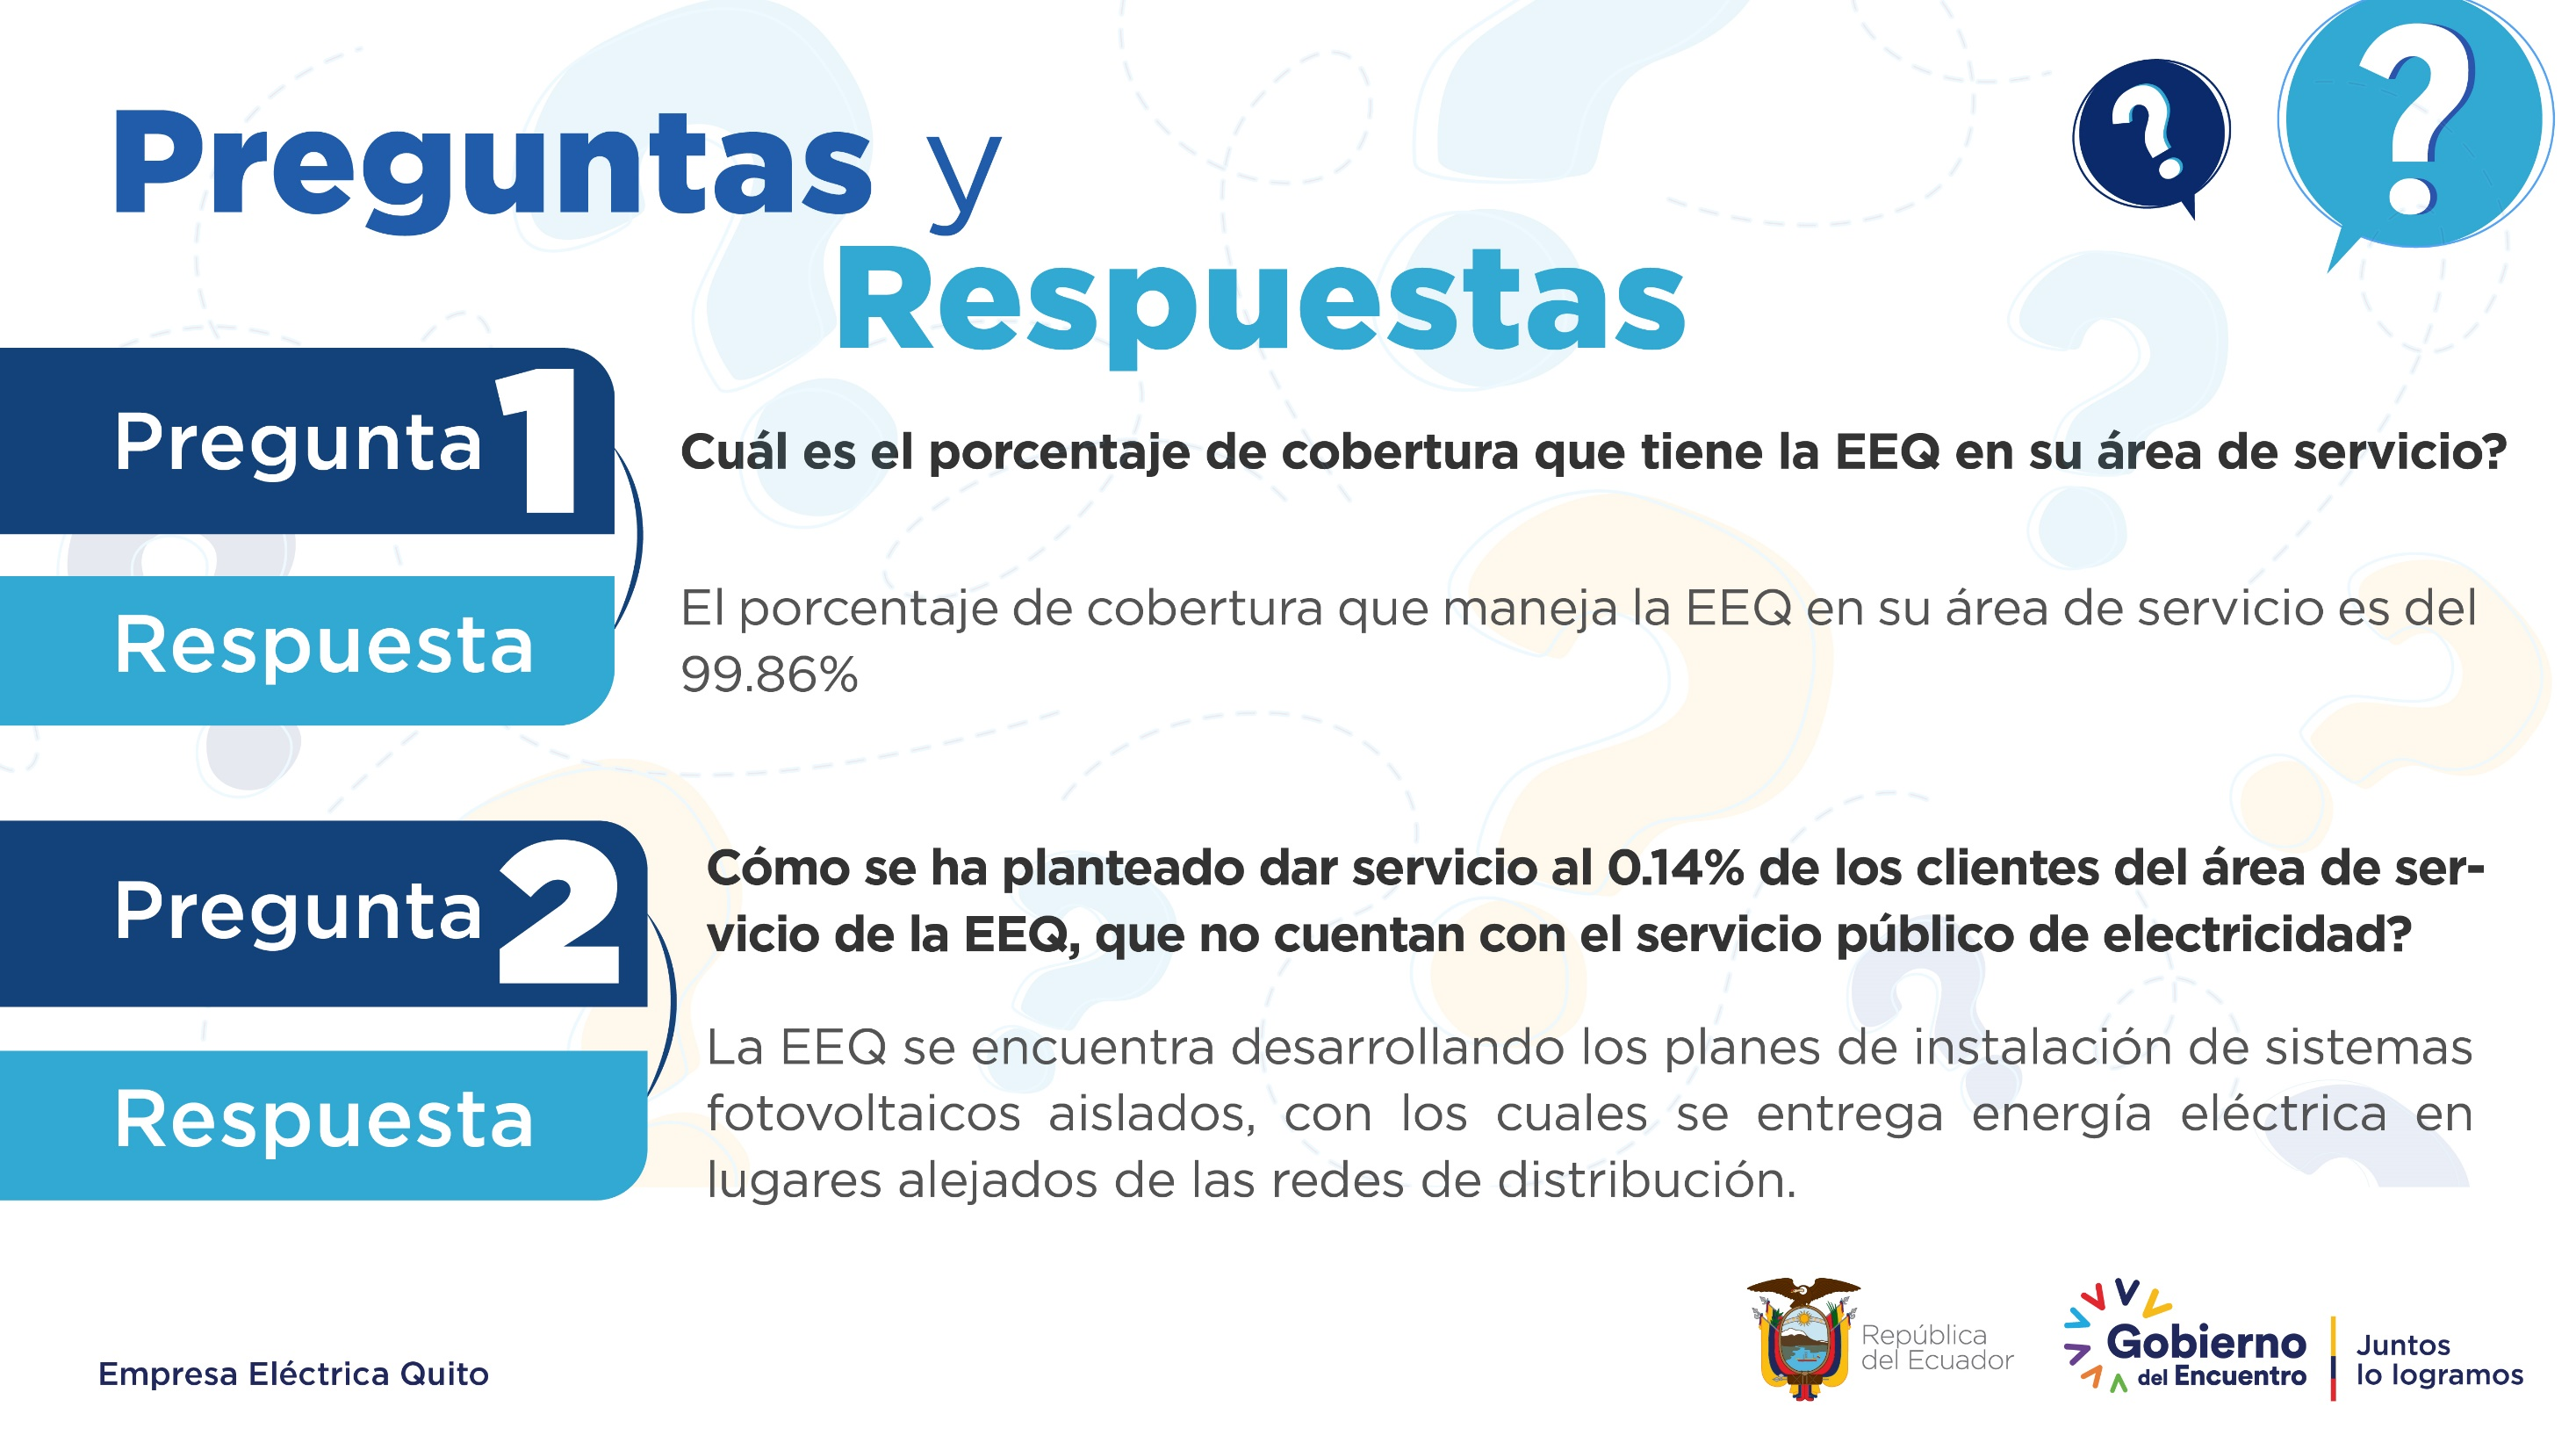 Preguntas y
Respuestas
Pregunta 1
Cuál es el porcentaje de cobertura que tiene la EEQ en su área de servicio?
Respuesta
El porcentaje de cobertura que maneja la EEQ en su área de servicio es del
99.86%
Pregunta 2
Cómo se ha planteado dar servicio al 0.14% de los clientes del área de ser-
vicio de la EEQ, que no cuentan con el servicio público de electricidad?
Respuesta
La EEQ se encuentra desarrollando los planes de instalación de sistemas
fotovoltaicos aislados, con los cuales se entrega energía eléctrica en
lugares alejados de las redes de distribución.
Empresa Eléctrica Quito
República
del Ecuador
Gobierno
del Encuentro
Juntos
lo logramos